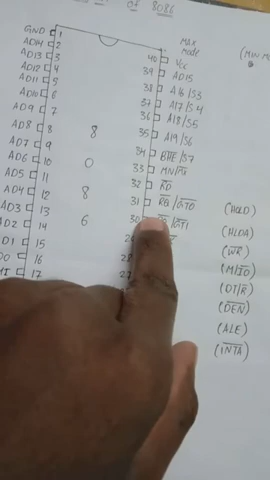 of 8086
MAX
mode
(MIN M
GND 1
AD14 2
AD13 3
AD12 4
AD11 5
AD10 6
AD9 7
AD8 8
AD7 9
AD6 10
AD5 11
AD4 12
AD3 13
AD2 14
AD1 15
16
17
8
0
8
6
40 Vcc
39 AD15
38 A16/S3
37 A17/S4
36 A18/S5
35 A19/S6
34 BHE/S7
33 MN/MX
32 RD
31 RQ/GT0 (HOLD)
30 /GT1 (HLDA)
(WR)
(M/IO)
(DT/R)
(DEN)
(ALE)
(INTA)